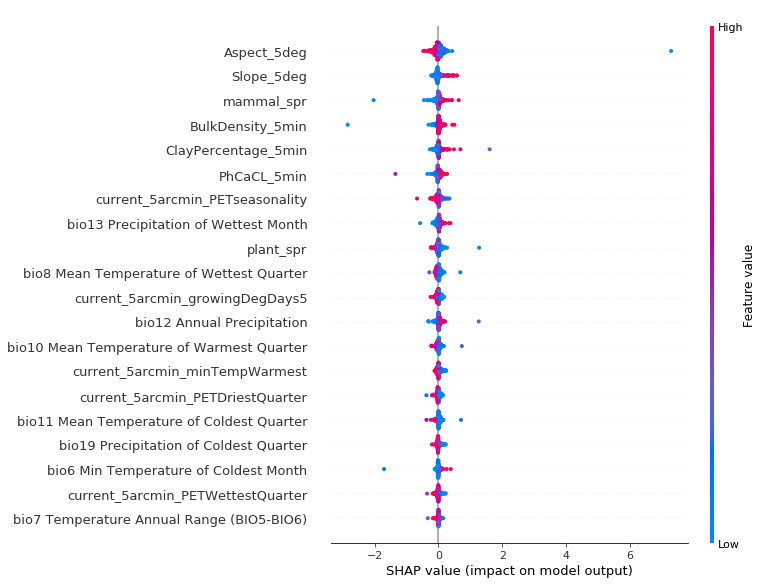 High
Aspect_5deg
Slope_5deg
mammal_spr
BulkDensity_5min
ClayPercentage_5min
PhCaCL_5min
current_5arcmin_PETseasonality
bio13 Precipitation of Wettest Month
plant_spr
bio8 Mean Temperature of Wettest Quarter
current_5arcmin_growingDegDays5
bio12 Annual Precipitation
bio10 Mean Temperature of Warmest Quarter
current_5arcmin_minTempWarmest
current_5arcmin_PETDriestQuarter
bio11 Mean Temperature of Coldest Quarter
bio19 Precipitation of Coldest Quarter
bio6 Min Temperature of Coldest Month
current_5arcmin_PETWettestQuarter
bio7 Temperature Annual Range (BIO5-BIO6)
Feature value
Low
−2 0 2 4 6
SHAP value (impact on model output)